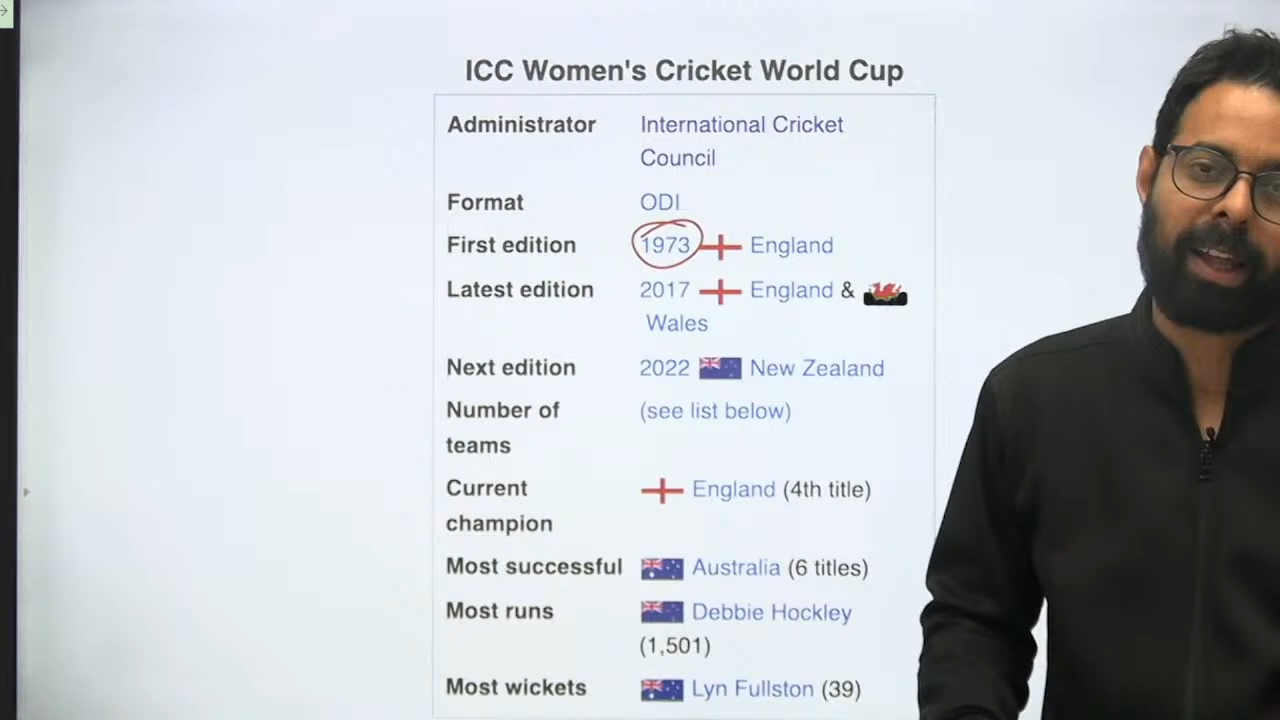 ICC Women's Cricket World Cup
Administrator International Cricket
Council
Format ODI
First edition 1973 England
Latest edition 2017 England &
Wales
Next edition 2022 New Zealand
Number of (see list below)
teams
Current England (4th title)
champion
Most successful Australia (6 titles)
Most runs Debbie Hockley
(1,501)
Most wickets Lyn Fullston (39)